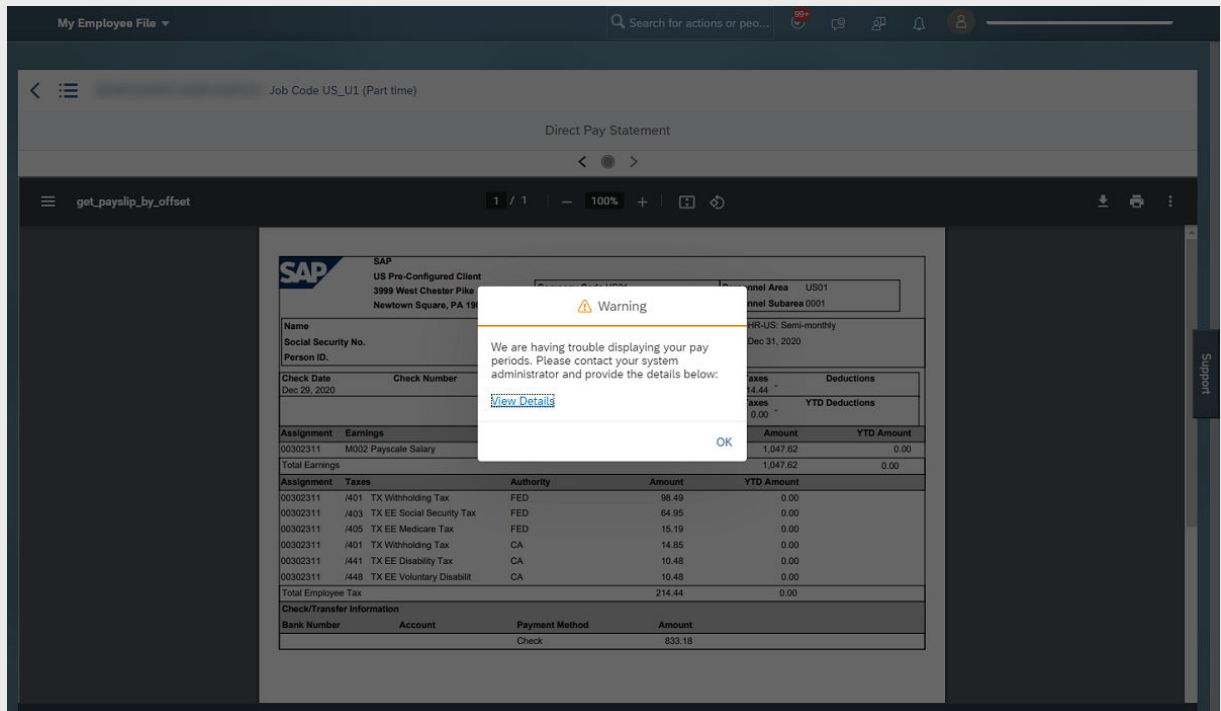 My Employee File
Search for actions or peo...
99+
Job Code US_U1 (Part time)
Direct Pay Statement
get_payslip_by_offset
1 / 1
100%
SAP
SAP
US Pre-Configured Client
3999 West Chester Pike
Newtown Square, PA
Area US01
Subarea 0001
Name
Social Security No.
Person ID.
HR-US: Semi-monthly
Dec 31, 2020
Check Date Check Number Deductions
Dec 29, 2020
YTD Deductions
0.00
Warning
We are having trouble displaying your pay
periods. Please contact your system
administrator and provide the details below:
View Details
OK
Assignment Earnings Amount YTD Amount
00302311 M002 Payscale Salary 1,047.62 0.00
Total Earnings 1,047.62 0.00
Assignment Taxes Authority Amount YTD Amount
00302311 /401 TX Withholding Tax FED 98.49 0.00
00302311 /403 TX EE Social Security Tax FED 64.95 0.00
00302311 /405 TX EE Medicare Tax FED 15.19 0.00
00302311 /401 TX Withholding Tax CA 14.85 0.00
00302311 /441 TX EE Disability Tax CA 10.48 0.00
00302311 /448 TX EE Voluntary Disabilit CA 10.48 0.00
Total Employee Tax 214.44 0.00
Check/Transfer Information
Bank Number Account Payment Method Amount
Check 833.18
Support